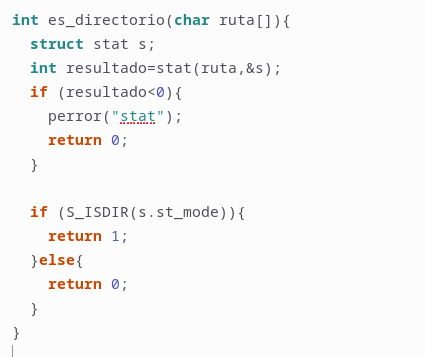 int es_directorio(char ruta[]){
  struct stat s;
  int resultado=stat(ruta,&s);
  if (resultado<0){
    perror("stat");
    return 0;
  }

  if (S_ISDIR(s.st_mode)){
    return 1;
  }else{
    return 0;
  }
}